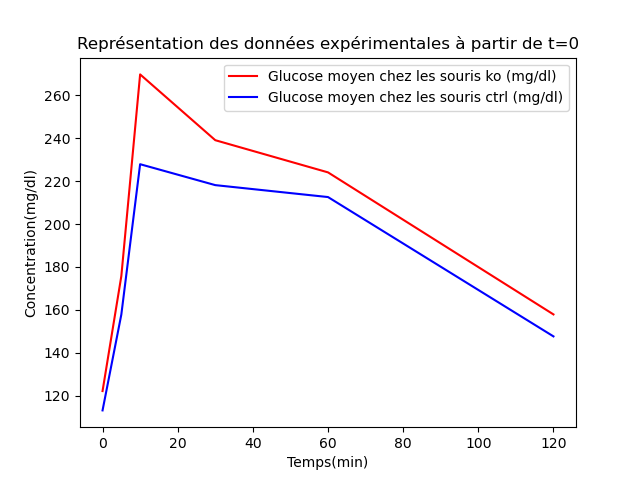 Représentation des données expérimentales à partir de t=0
Glucose moyen chez les souris ko (mg/dl)
Glucose moyen chez les souris ctrl (mg/dl)
Concentration(mg/dl)
260
240
220
200
180
160
140
120
0 20 40 60 80 100 120
Temps(min)